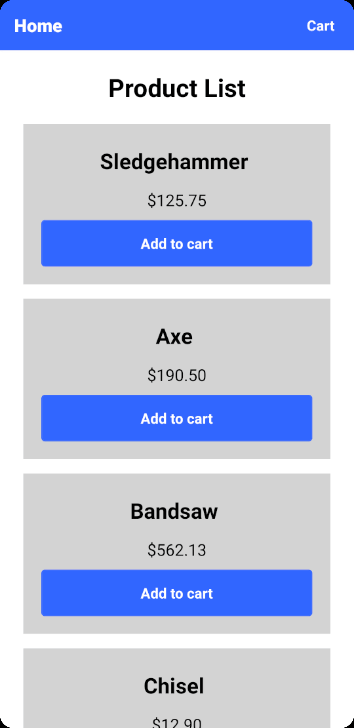 Home Cart
Product List
Sledgehammer
$125.75
Add to cart
Axe
$190.50
Add to cart
Bandsaw
$562.13
Add to cart
Chisel
$12.90